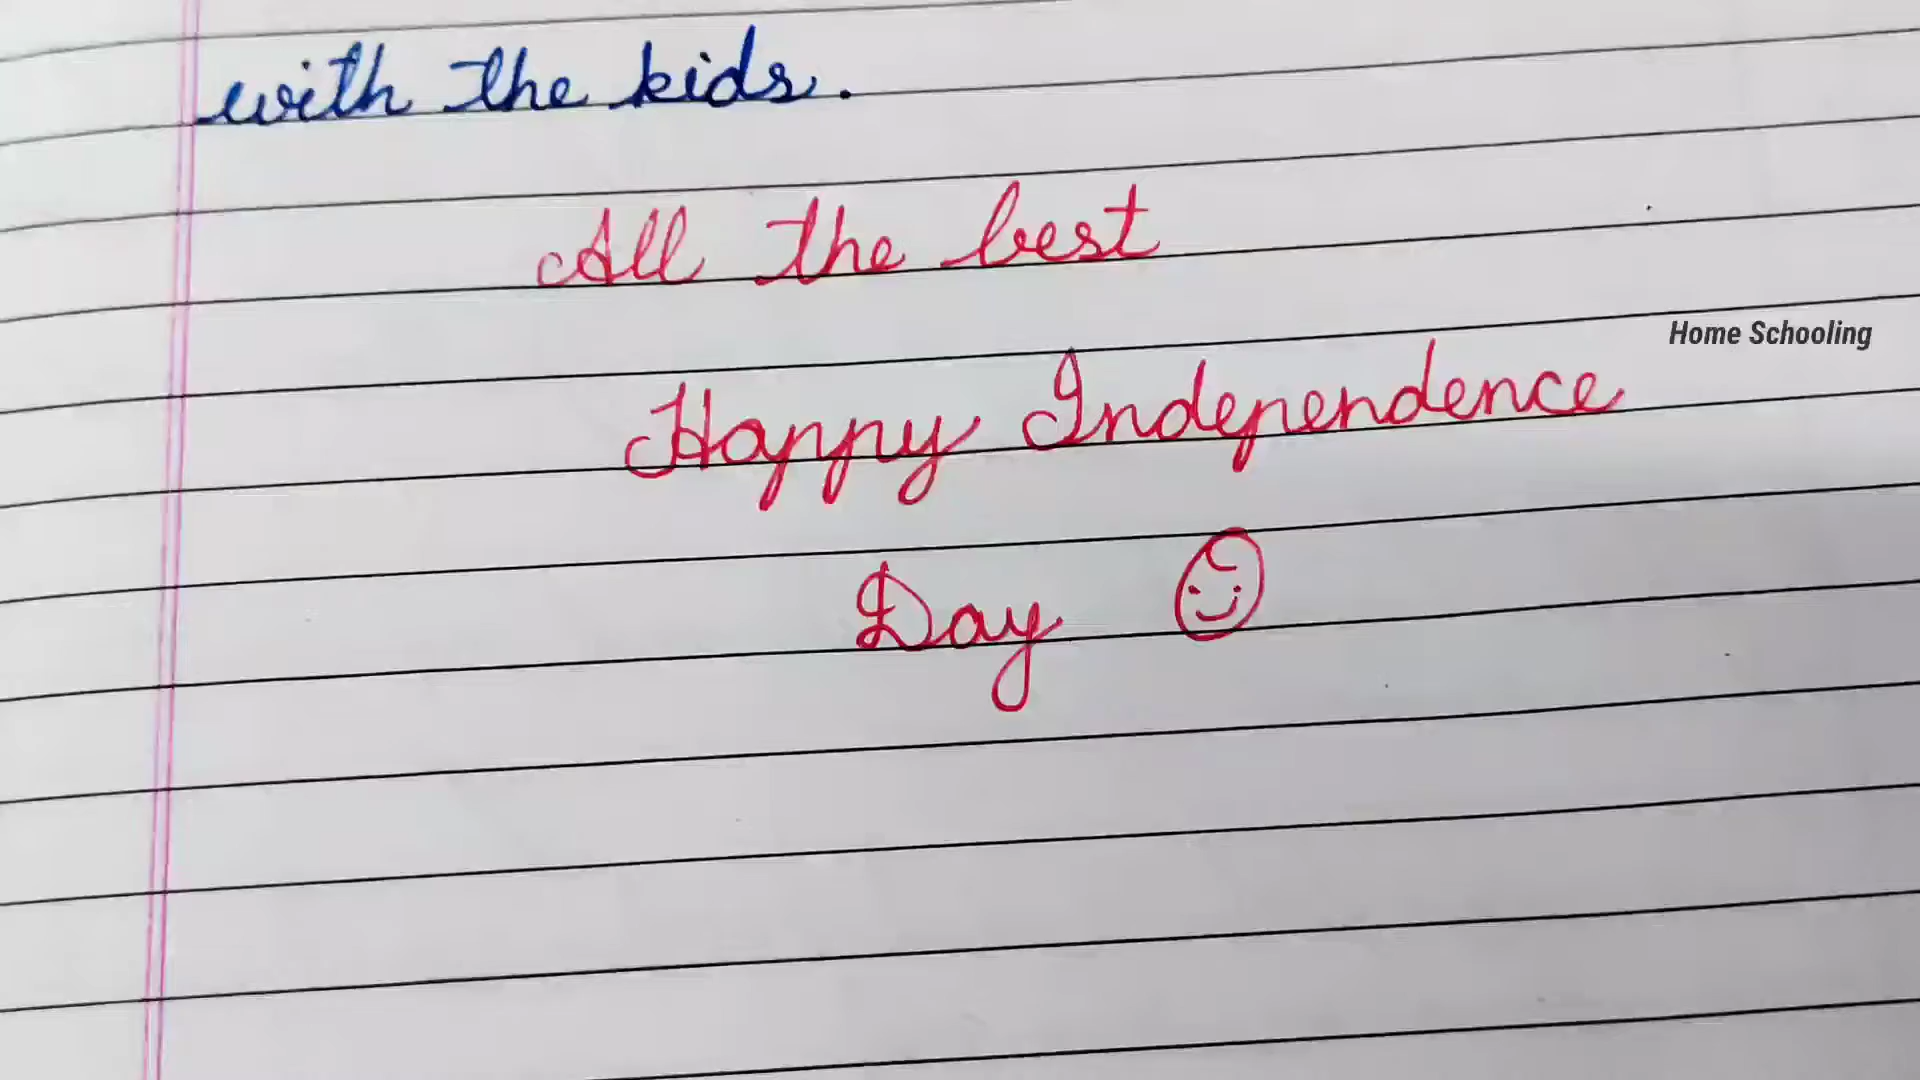 with the kids.
All the best
Home Schooling
Happy Independence
Day